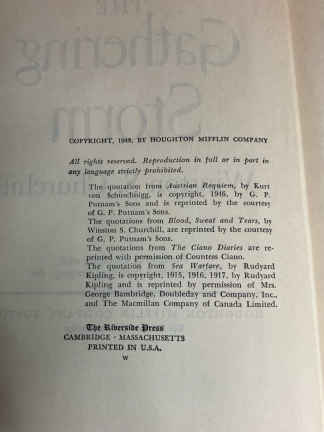 COPYRIGHT, 1948, BY HOUGHTON MIFFLIN COMPANY
All rights reserved. Reproduction in full or in part in
any language strictly prohibited.
The quotation from Austrian Requiem, by Kurt
von Schuschnigg, is copyright, 1946, by G. P.
Putnam's Sons and is reprinted by the courtesy
of G. P. Putnam's Sons.
The quotations from Blood, Sweat and Tears, by
Winston S. Churchill, are reprinted by the courtesy
of G. P. Putnam's Sons.
The quotations from The Ciano Diaries are re-
printed with permission of Countess Ciano.
The quotation from Sea Warfare, by Rudyard
Kipling, is copyright, 1915, 1916, 1917, by Rudyard
Kipling and is reprinted by permission of Mrs.
George Bambridge, Doubleday and Company, Inc.,
and The Macmillan Company of Canada Limited.
The Riverside Press
CAMBRIDGE · MASSACHUSETTS
PRINTED IN U.S.A.
W